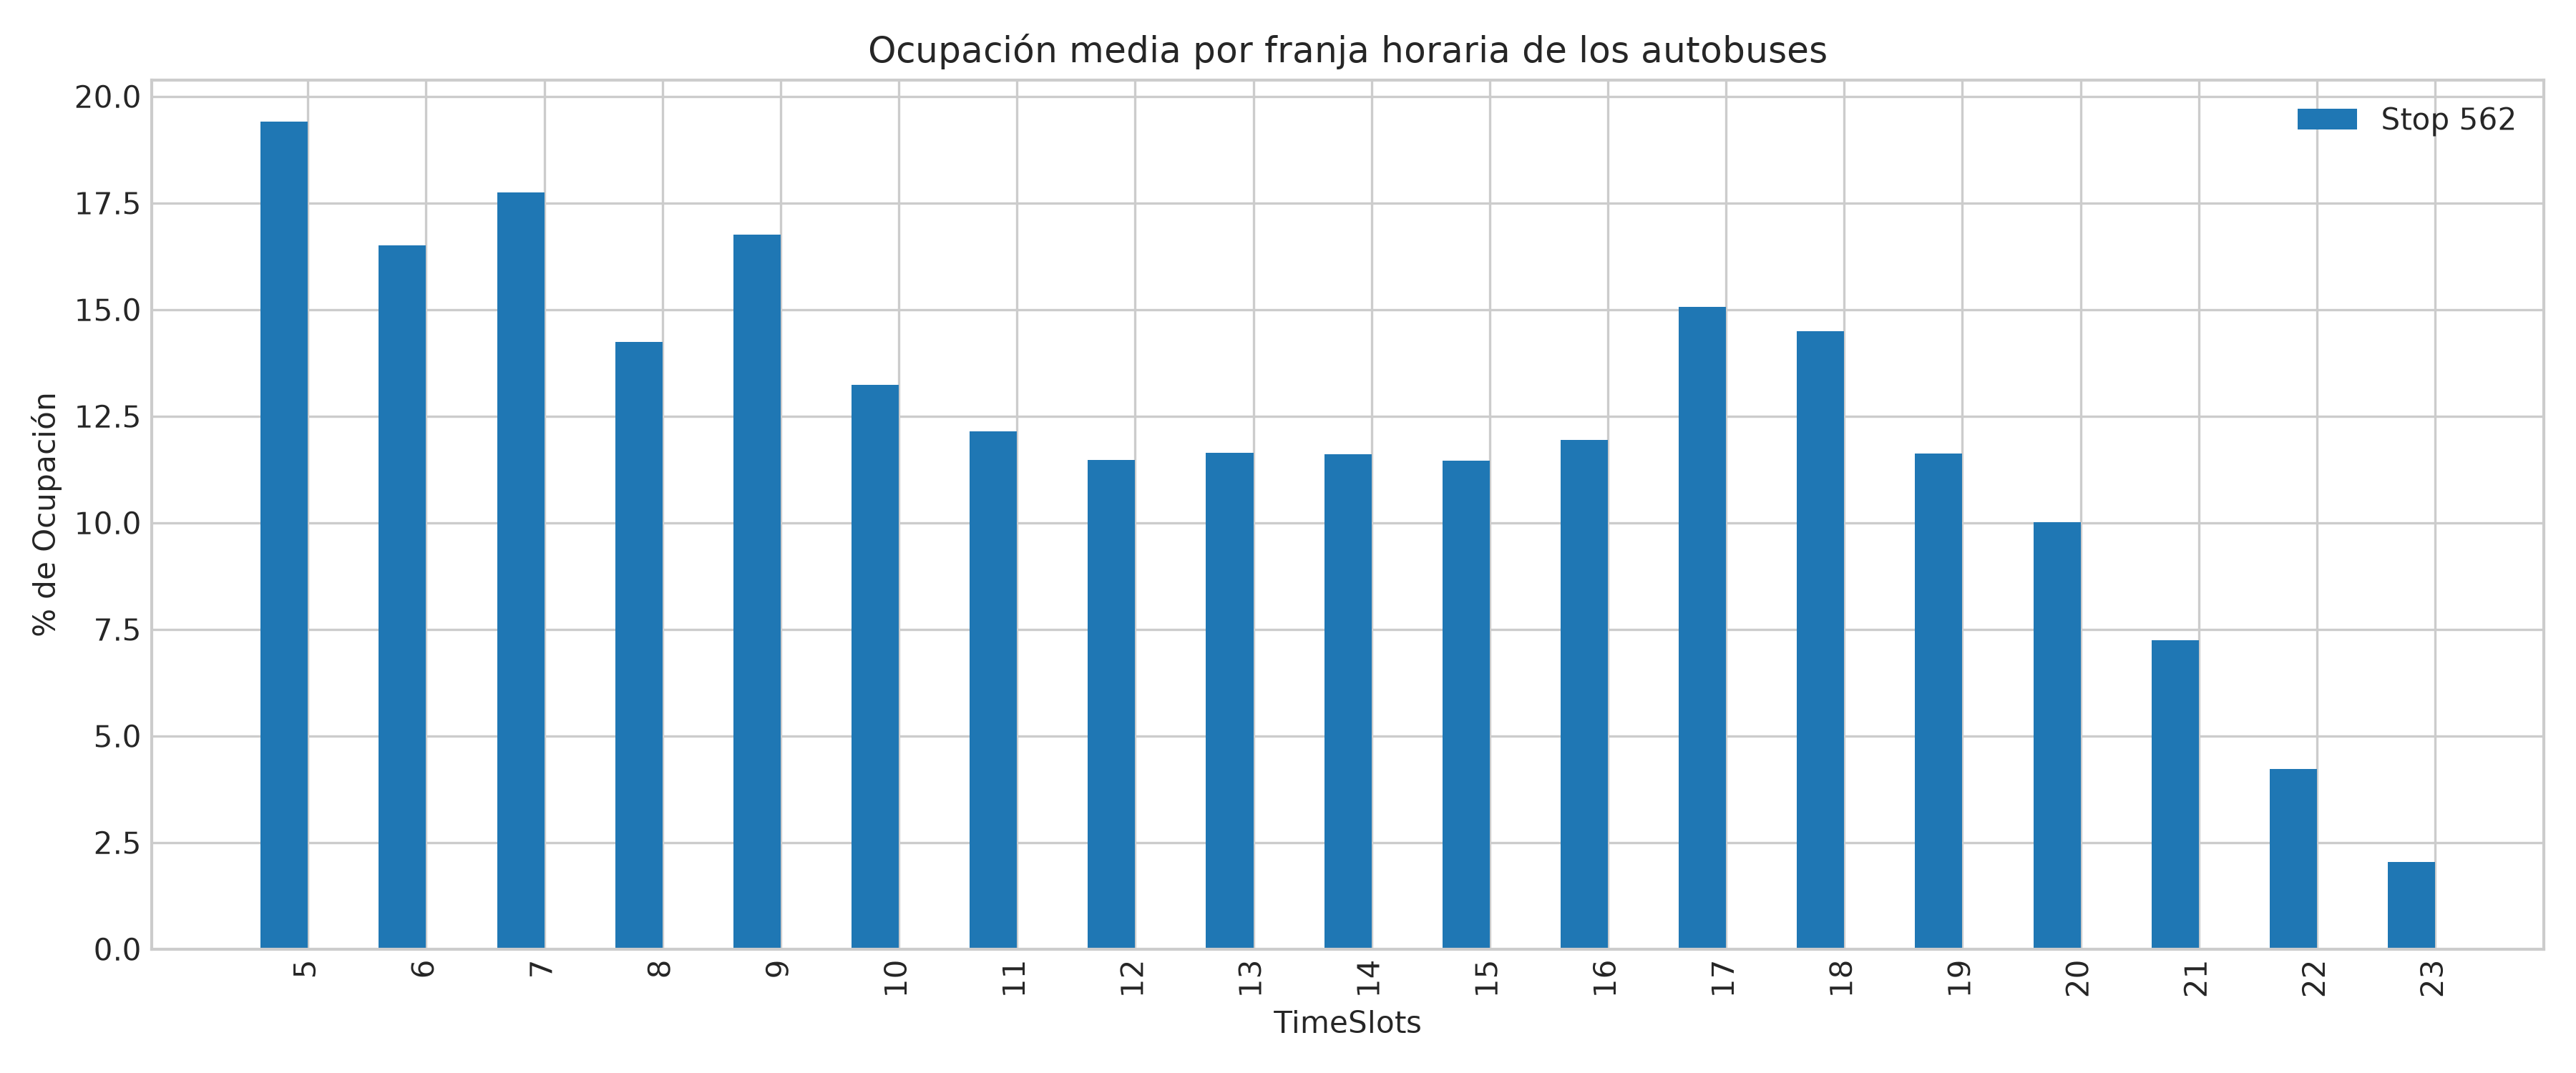 Ocupación media por franja horaria de los autobuses
Stop 562
% de Ocupación
20.0
17.5
15.0
12.5
10.0
7.5
5.0
2.5
0.0
5 6 7 8 9 10 11 12 13 14 15 16 17 18 19 20 21 22 23
TimeSlots